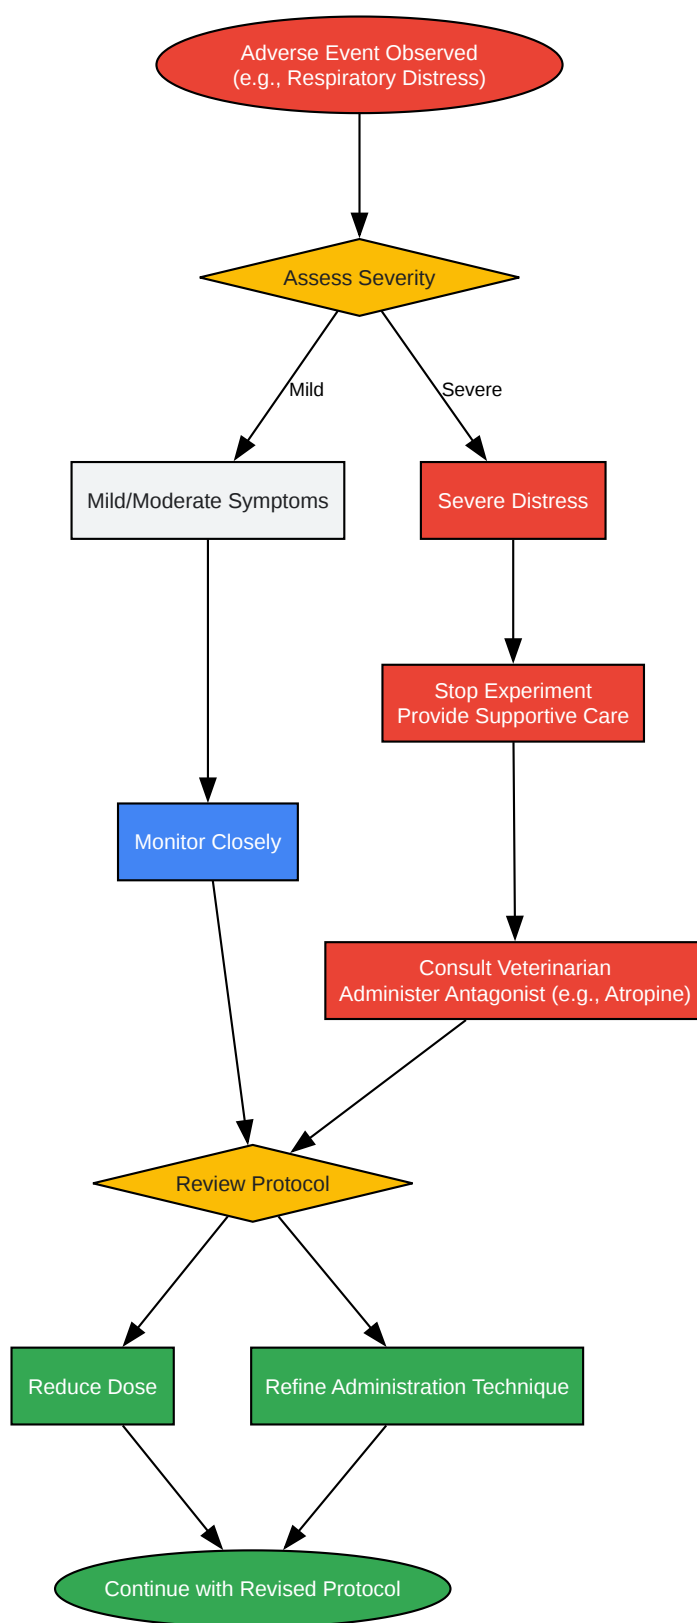 Adverse Event Observed
(e.g., Respiratory Distress)
Assess Severity
Mild
Severe
Mild/Moderate Symptoms
Severe Distress
Stop Experiment
Provide Supportive Care
Monitor Closely
Consult Veterinarian
Administer Antagonist (e.g., Atropine)
Review Protocol
Reduce Dose
Refine Administration Technique
Continue with Revised Protocol